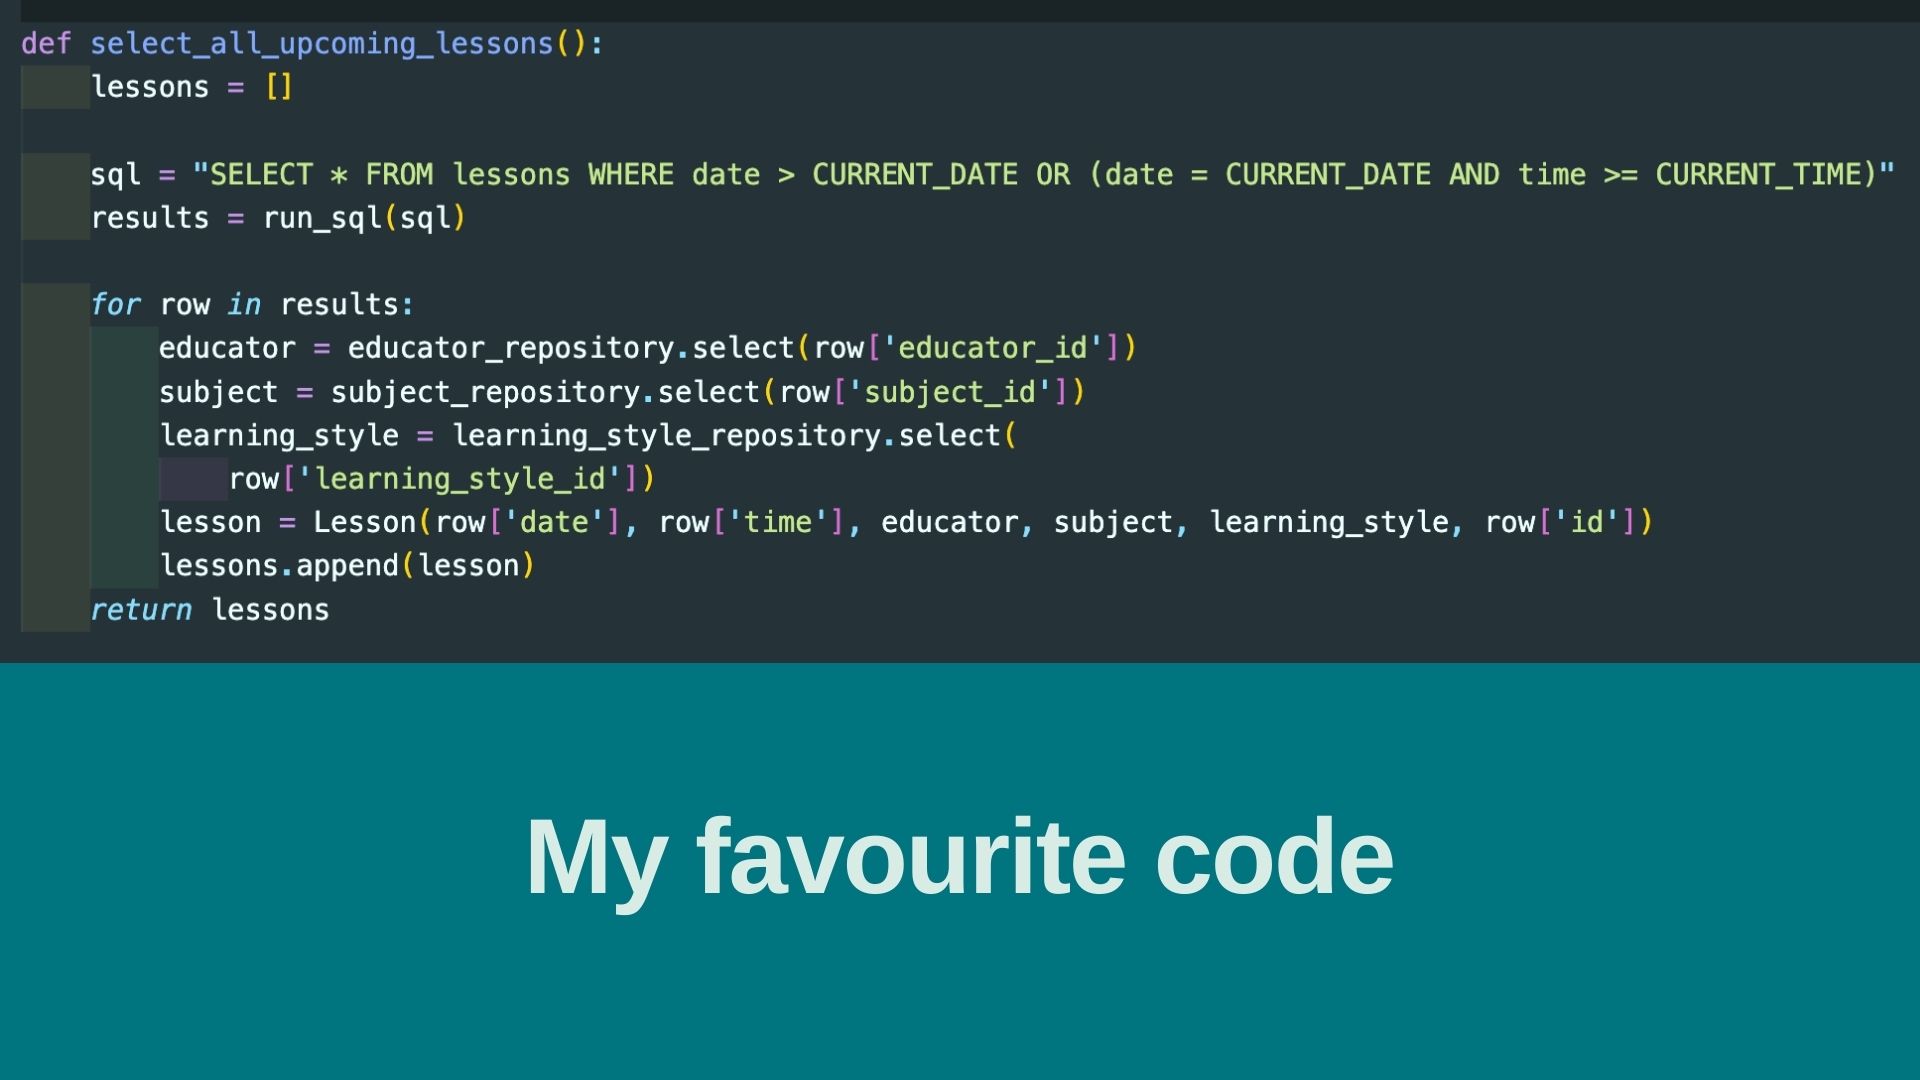 def select_all_upcoming_lessons():
    lessons = []

    sql = "SELECT * FROM lessons WHERE date > CURRENT_DATE OR (date = CURRENT_DATE AND time >= CURRENT_TIME)"
    results = run_sql(sql)

    for row in results:
        educator = educator_repository.select(row['educator_id'])
        subject = subject_repository.select(row['subject_id'])
        learning_style = learning_style_repository.select(
            row['learning_style_id'])
        lesson = Lesson(row['date'], row['time'], educator, subject, learning_style, row['id'])
        lessons.append(lesson)
    return lessons
My favourite code